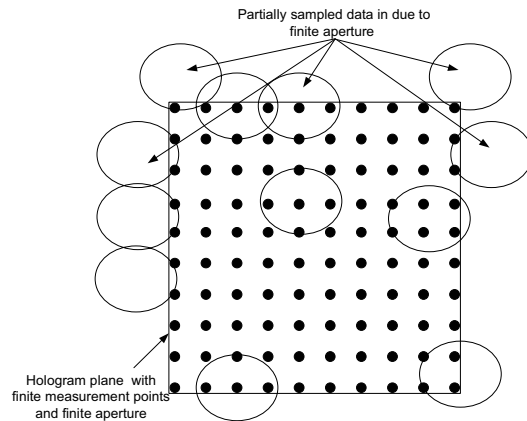 Partially sampled data in due to
finite aperture
Hologram plane with
finite measurement points
and finite aperture